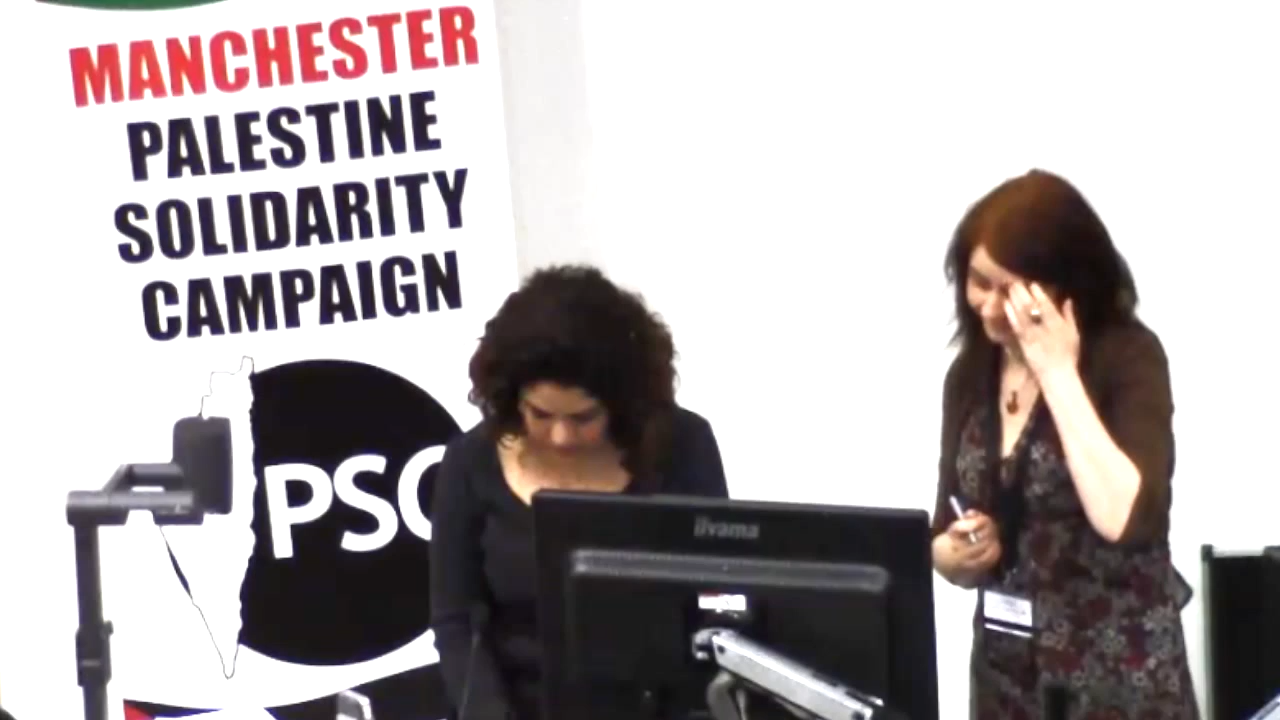 MANCHESTER
PALESTINE
SOLIDARITY
CAMPAIGN
PSC
iiyama